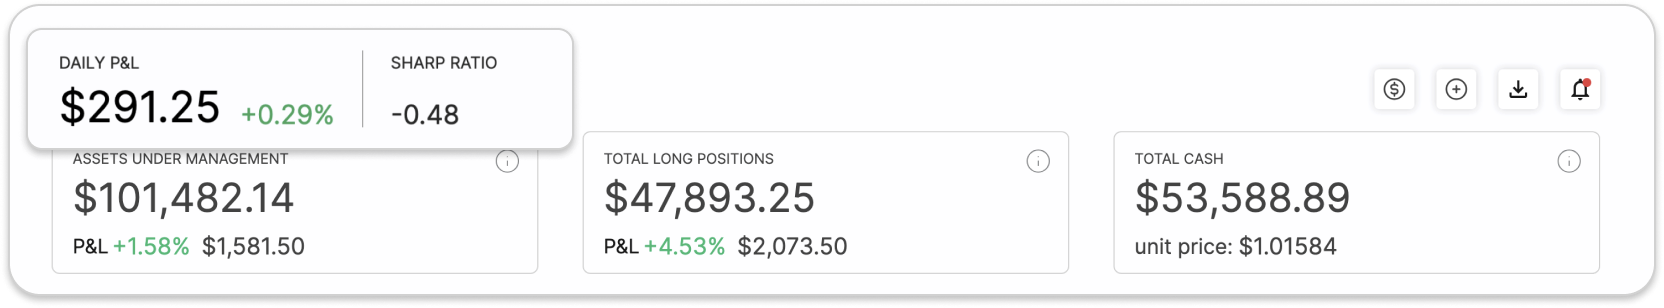 DAILY P&L
$291.25 +0.29%
SHARP RATIO
-0.48
ASSETS UNDER MANAGEMENT
$101,482.14
P&L +1.58% $1,581.50
TOTAL LONG POSITIONS
$47,893.25
P&L +4.53% $2,073.50
TOTAL CASH
$53,588.89
unit price: $1.01584